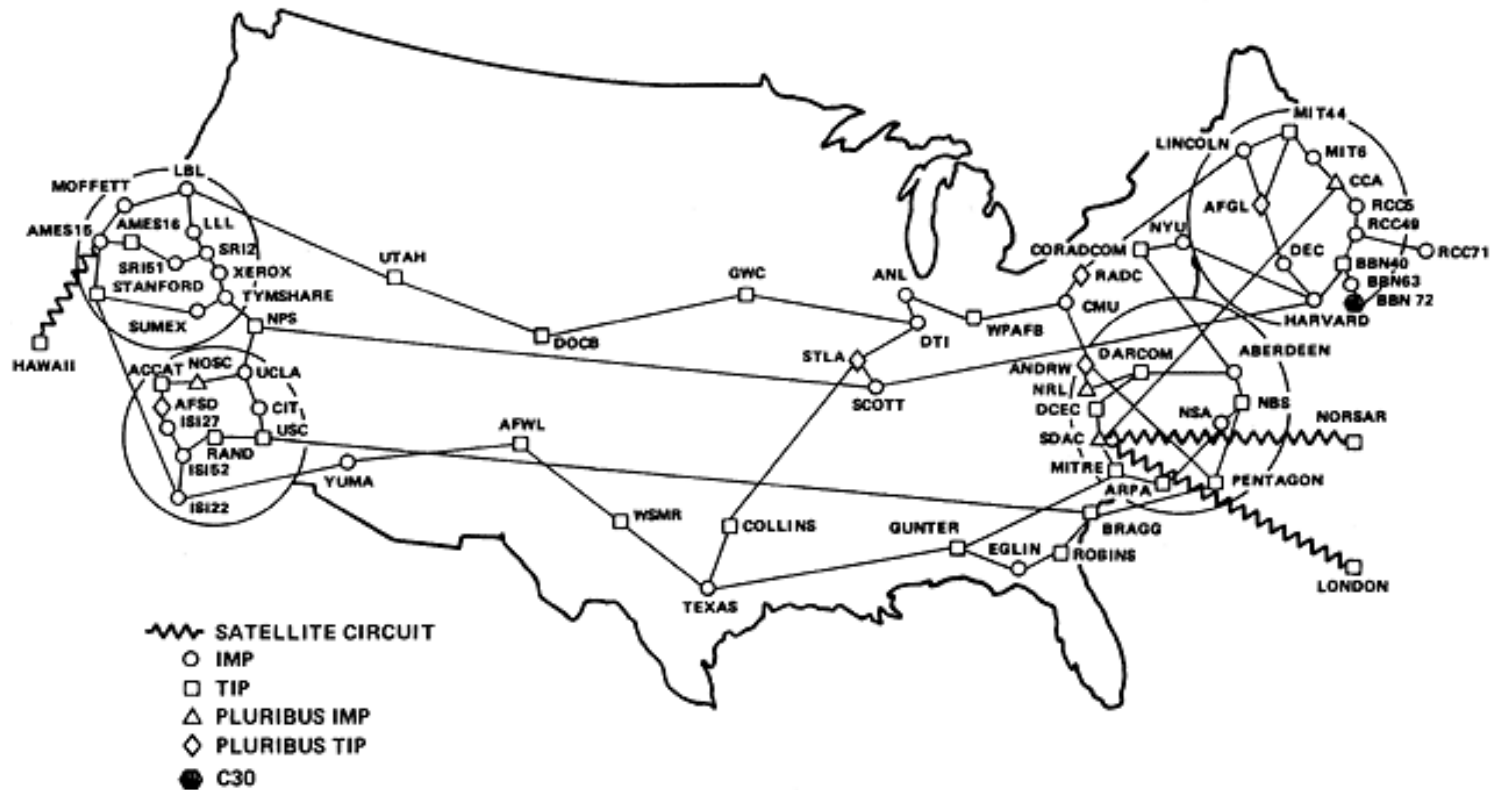 MIT44
LINCOLN
MIT6
LBL
CCA
MOFFETT
AFGL
RCC5
AMES16
LLL
RCC49
AMES15
NYU
SRI2
CORADCOM
DEC
RCC71
UTAH
SRI51
XEROX
GWC
ANL
RADC
BBN40
STANFORD
TYMSHARE
BBN63
BBN 72
SUMEX
NPS
CMU
WPAFB
HARVARD
DOCB
DTI
HAWAII
STLA
DARCOM
ABERDEEN
ACCAT
NOSC
UCLA
ANDRW
NRL
AFSD
SCOTT
DCEC
NBS
CIT
NSA
NORSAR
ISI27
AFWL
USC
SDAC
RAND
ISI52
MITRE
YUMA
ARPA
PENTAGON
ISI22
WSMR
COLLINS
GUNTER
BRAGG
EGLIN
ROBINS
LONDON
TEXAS
SATELLITE CIRCUIT
IMP
TIP
PLURIBUS IMP
PLURIBUS TIP
C30